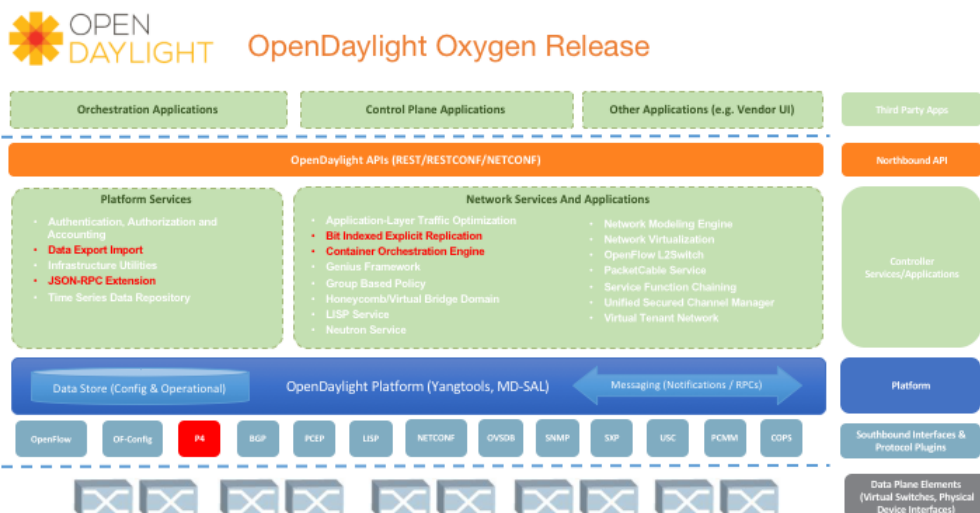 OPEN
DAYLIGHT
OpenDaylight Oxygen Release
Orchestration Applications
Control Plane Applications
Other Applications (e.g. Vendor UI)
Third Party Apps
OpenDaylight APIs (REST/RESTCONF/NETCONF)
Northbound API
Platform Services
• Authentication, Authorization and
Accounting
• Data Export Import
• Infrastructure Utilities
• JSON-RPC Extension
• Time Series Data Repository
Network Services And Applications
• Application-Layer Traffic Optimization
• Bit Indexed Explicit Replication
• Container Orchestration Engine
• Genius Framework
• Group Based Policy
• Honeycomb/Virtual Bridge Domain
• LISP Service
• Neutron Service
• Network Modeling Engine
• Network Virtualization
• OpenFlow L2Switch
• PacketCable Service
• Service Function Chaining
• Unified Secured Channel Manager
• Virtual Tenant Network
Controller
Services/Applications
Data Store (Config & Operational)
OpenDaylight Platform (Yangtools, MD-SAL)
Messaging (Notifications / RPCs)
Platform
OpenFlow
OF-Config
P4
BGP
PCEP
LISP
NETCONF
OVSDB
SNMP
SXP
USC
PCMM
COPS
Southbound Interfaces &
Protocol Plugins
Data Plane Elements
(Virtual Switches, Physical
Device Interfaces)